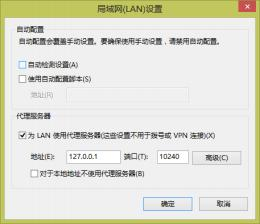 局域网(LAN)设置
自动配置
自动配置会覆盖手动设置。要确保使用手动设置，请禁用自动配置。
自动检测设置(A)
使用自动配置脚本(S)
地址(R)
代理服务器
为 LAN 使用代理服务器(这些设置不用于拨号或 VPN 连接)(X)
地址(E): 127.0.0.1 端口(T): 10240 高级(C)
对于本地地址不使用代理服务器(B)
确定 取消